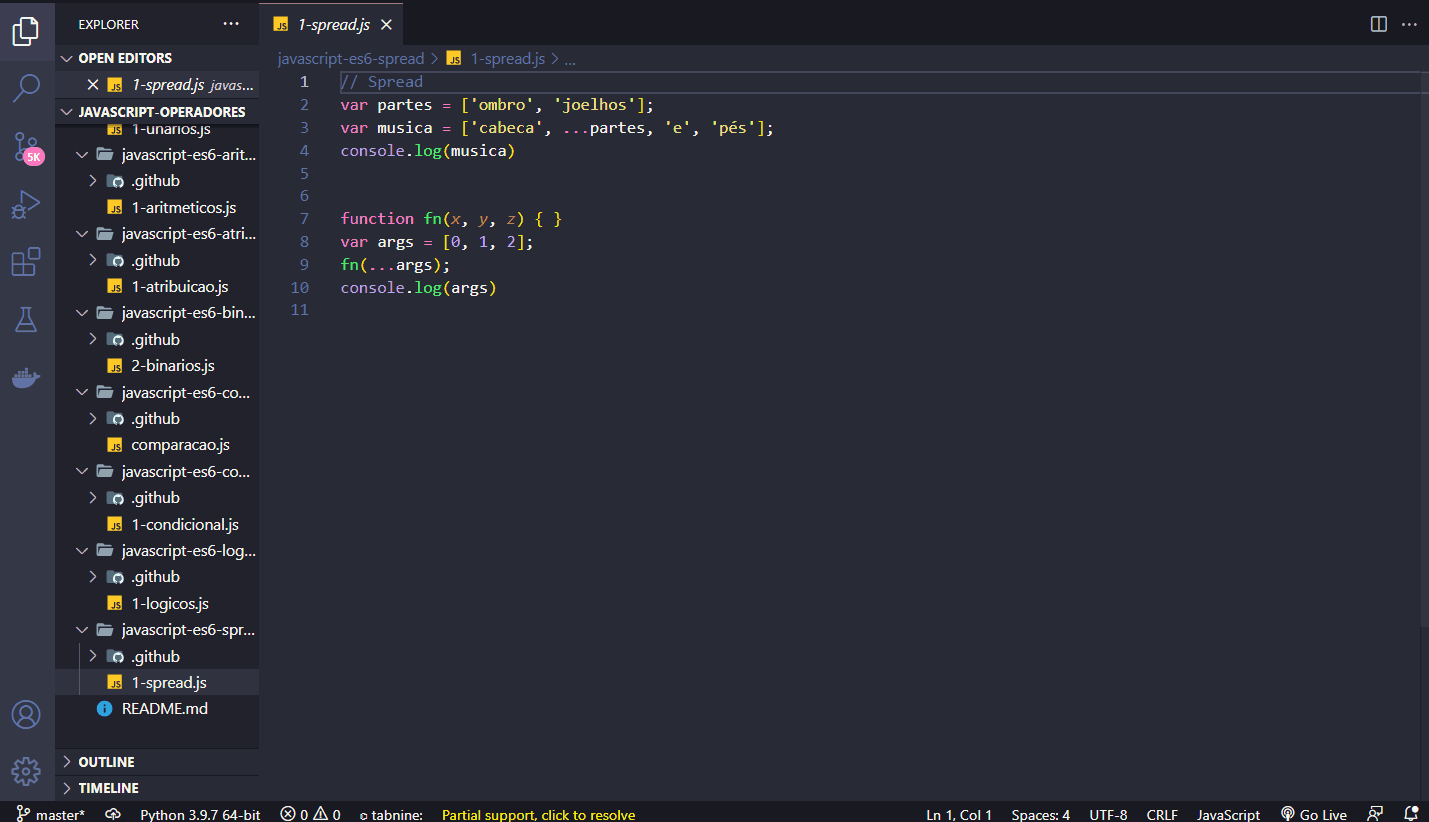 EXPLORER
OPEN EDITORS
1-spread.js javas...
JAVASCRIPT-OPERADORES
1-unarios.js
javascript-es6-arit...
.github
1-aritmeticos.js
javascript-es6-atri...
.github
1-atribuicao.js
javascript-es6-bin...
.github
2-binarios.js
javascript-es6-co...
.github
comparacao.js
javascript-es6-co...
.github
1-condicional.js
javascript-es6-log...
.github
1-logicos.js
javascript-es6-spr...
.github
1-spread.js
README.md
OUTLINE
TIMELINE
5K
1-spread.js
javascript-es6-spread > JS 1-spread.js > ...
1 // Spread
2 var partes = ['ombro', 'joelhos'];
3 var musica = ['cabeca', ...partes, 'e', 'pés'];
4 console.log(musica)
5
6
7 function fn(x, y, z) { }
8 var args = [0, 1, 2];
9 fn(...args);
10 console.log(args)
11
master* Python 3.9.7 64-bit 0 0 tabnine: Partial support, click to resolve Ln 1, Col 1 Spaces: 4 UTF-8 CRLF JavaScript Go Live